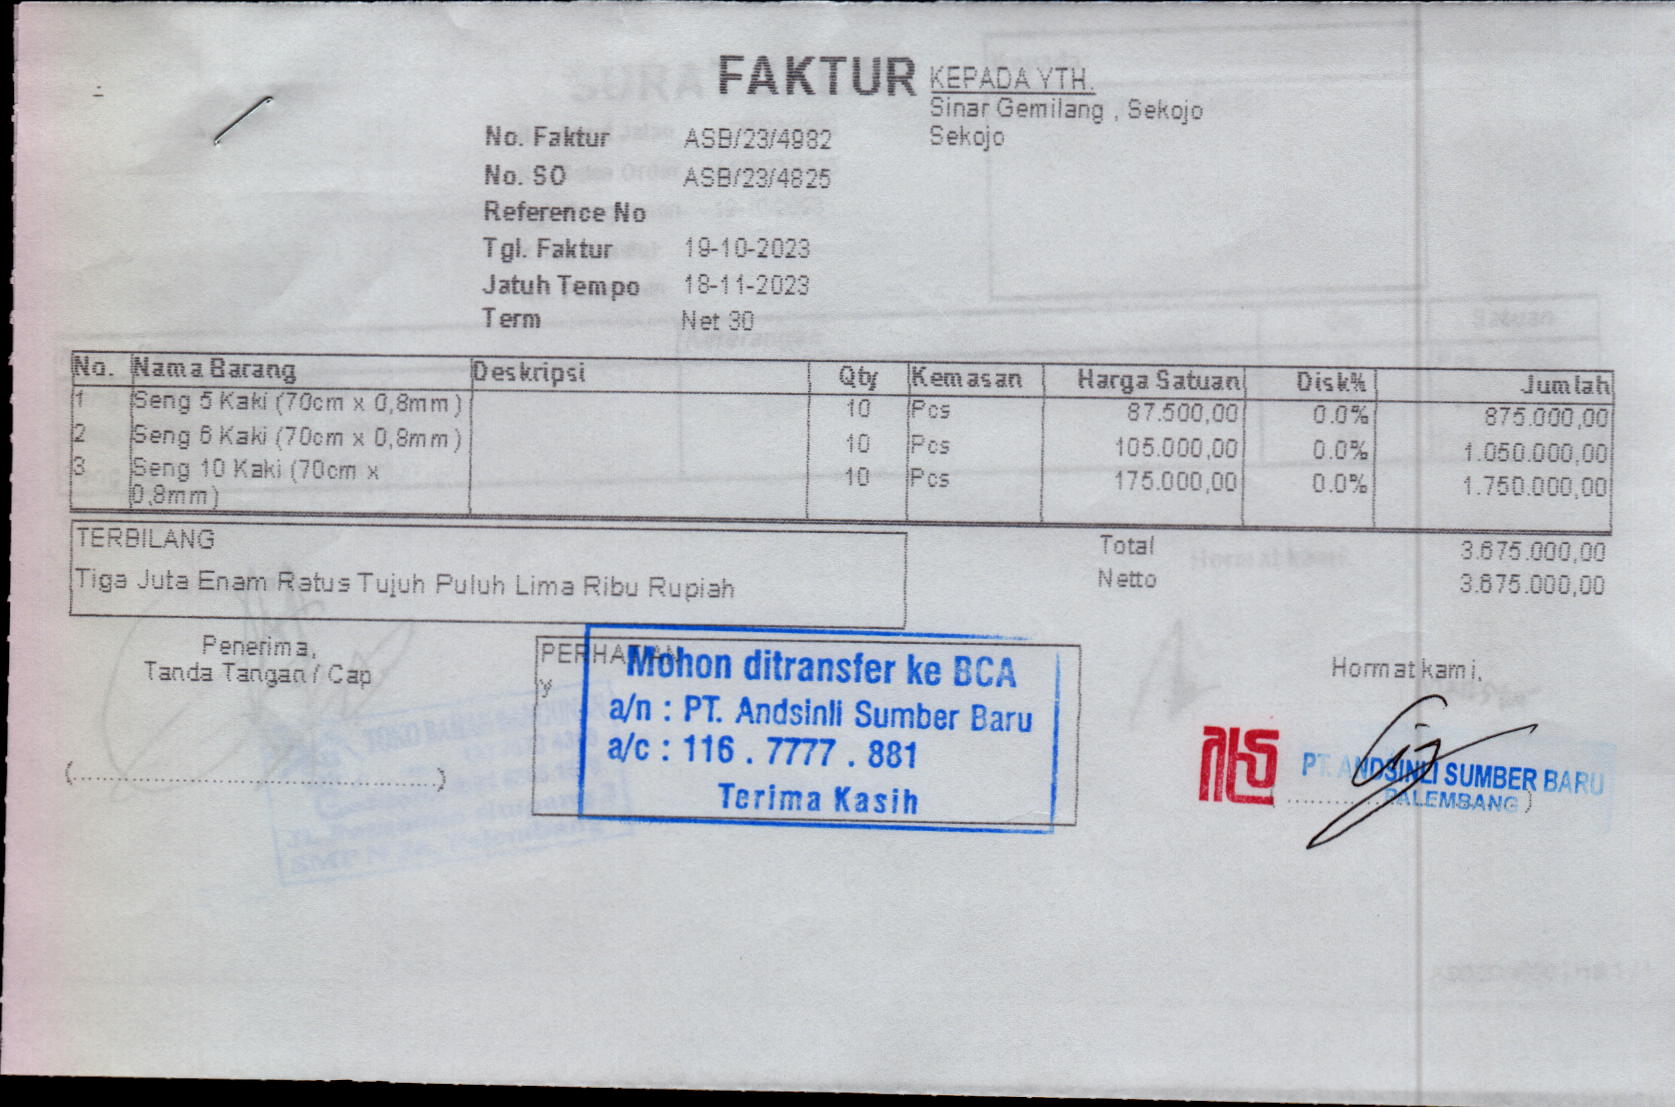 FAKTUR
KEPADA YTH.
Sinar Gemilang , Sekojo
Sekojo
No. Faktur ASB/23/4982
No. SO ASB/23/4825
Reference No
Tgl. Faktur 19-10-2023
Jatuh Tempo 18-11-2023
Term Net 30
No. Nama Barang Deskripsi Qty Kemasan Harga Satuan Disk% Jumlah
1 Seng 5 Kaki (70cm x 0,8mm) 10 Pcs 87.500,00 0.0% 875.000,00
2 Seng 6 Kaki (70cm x 0,8mm) 10 Pcs 105.000,00 0.0% 1.050.000,00
3 Seng 10 Kaki (70cm x 10 Pcs 175.000,00 0.0% 1.750.000,00
0,8mm)
TERBILANG
Tiga Juta Enam Ratus Tujuh Puluh Lima Ribu Rupiah
Total 3.675.000,00
Netto 3.675.000,00
Penerima,
Tanda Tangan / Cap
(..................................................)
PERHATIAN
y
Mohon ditransfer ke BCA
a/n : PT. Andsinli Sumber Baru
a/c : 116 . 7777 . 881
Terima Kasih
Hormat kami,
PT. ANDSINLI SUMBER BARU
PALEMBANG